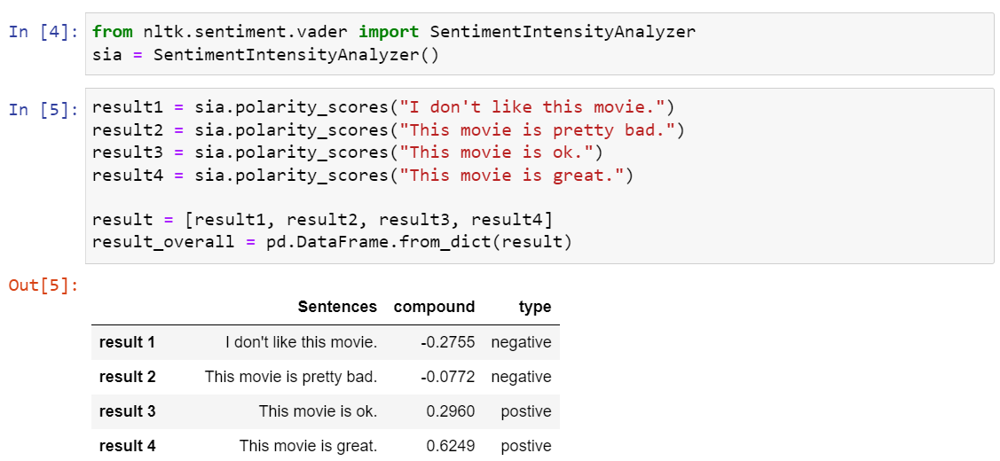 In [4]: from nltk.sentiment.vader import SentimentIntensityAnalyzer
sia = SentimentIntensityAnalyzer()
In [5]: result1 = sia.polarity_scores("I don't like this movie.")
result2 = sia.polarity_scores("This movie is pretty bad.")
result3 = sia.polarity_scores("This movie is ok.")
result4 = sia.polarity_scores("This movie is great.")
result = [result1, result2, result3, result4]
result_overall = pd.DataFrame.from_dict(result)
Out[5]:
Sentences compound type
result 1 I don't like this movie. -0.2755 negative
result 2 This movie is pretty bad. -0.0772 negative
result 3 This movie is ok. 0.2960 postive
result 4 This movie is great. 0.6249 postive